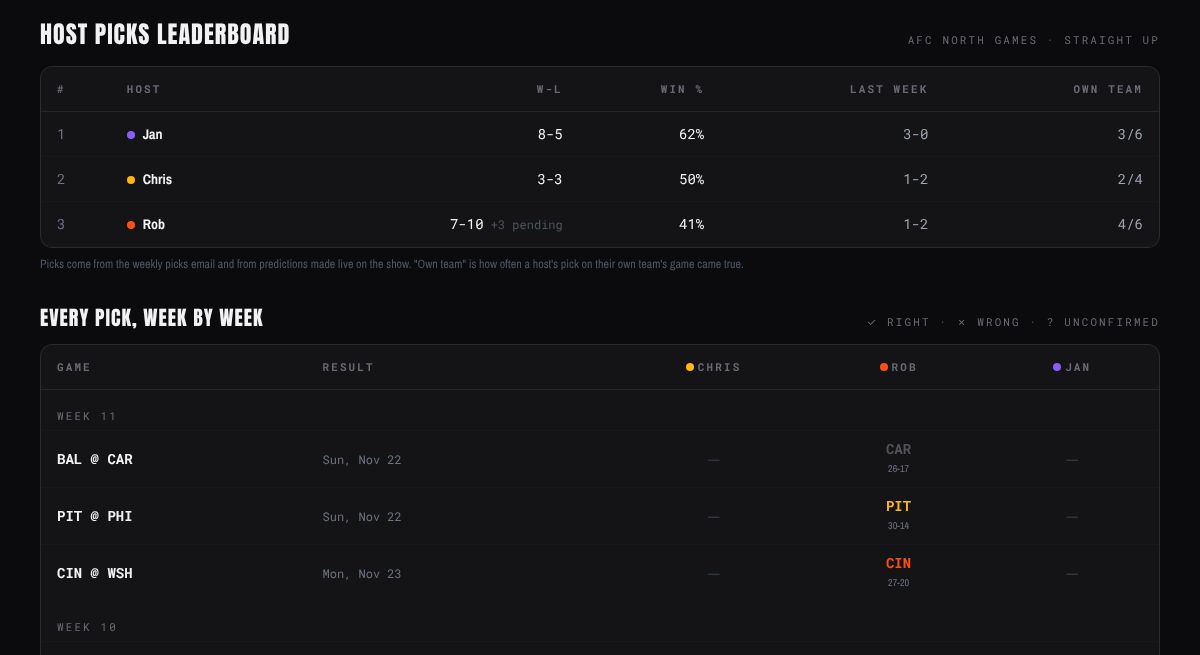 HOST PICKS LEADERBOARD
AFC NORTH GAMES · STRAIGHT UP
# HOST W-L WIN % LAST WEEK OWN TEAM
1 Jan 8-5 62% 3-0 3/6
2 Chris 3-3 50% 1-2 2/4
3 Rob 7-10 +3 pending 41% 1-2 4/6
Picks come from the weekly picks email and from predictions made live on the show. "Own team" is how often a host's pick on their own team's game came true.
EVERY PICK, WEEK BY WEEK
✓ RIGHT · × WRONG · ? UNCONFIRMED
GAME RESULT CHRIS ROB JAN
WEEK 11
BAL @ CAR Sun, Nov 22 — CAR —
26-17
PIT @ PHI Sun, Nov 22 — PIT —
30-14
CIN @ WSH Mon, Nov 23 — CIN —
27-20
WEEK 10